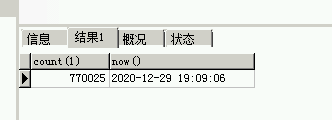 信息 结果1 概况 状态
count(1) now()
770025 2020-12-29 19:09:06